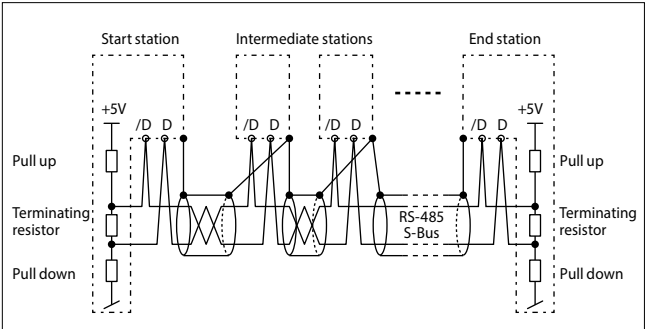 Start station
Intermediate stations
End station
+5V
/D D
/D D
/D D
/D D
+5V
Pull up
Pull up
Terminating
resistor
RS-485
S-Bus
Terminating
resistor
Pull down
Pull down